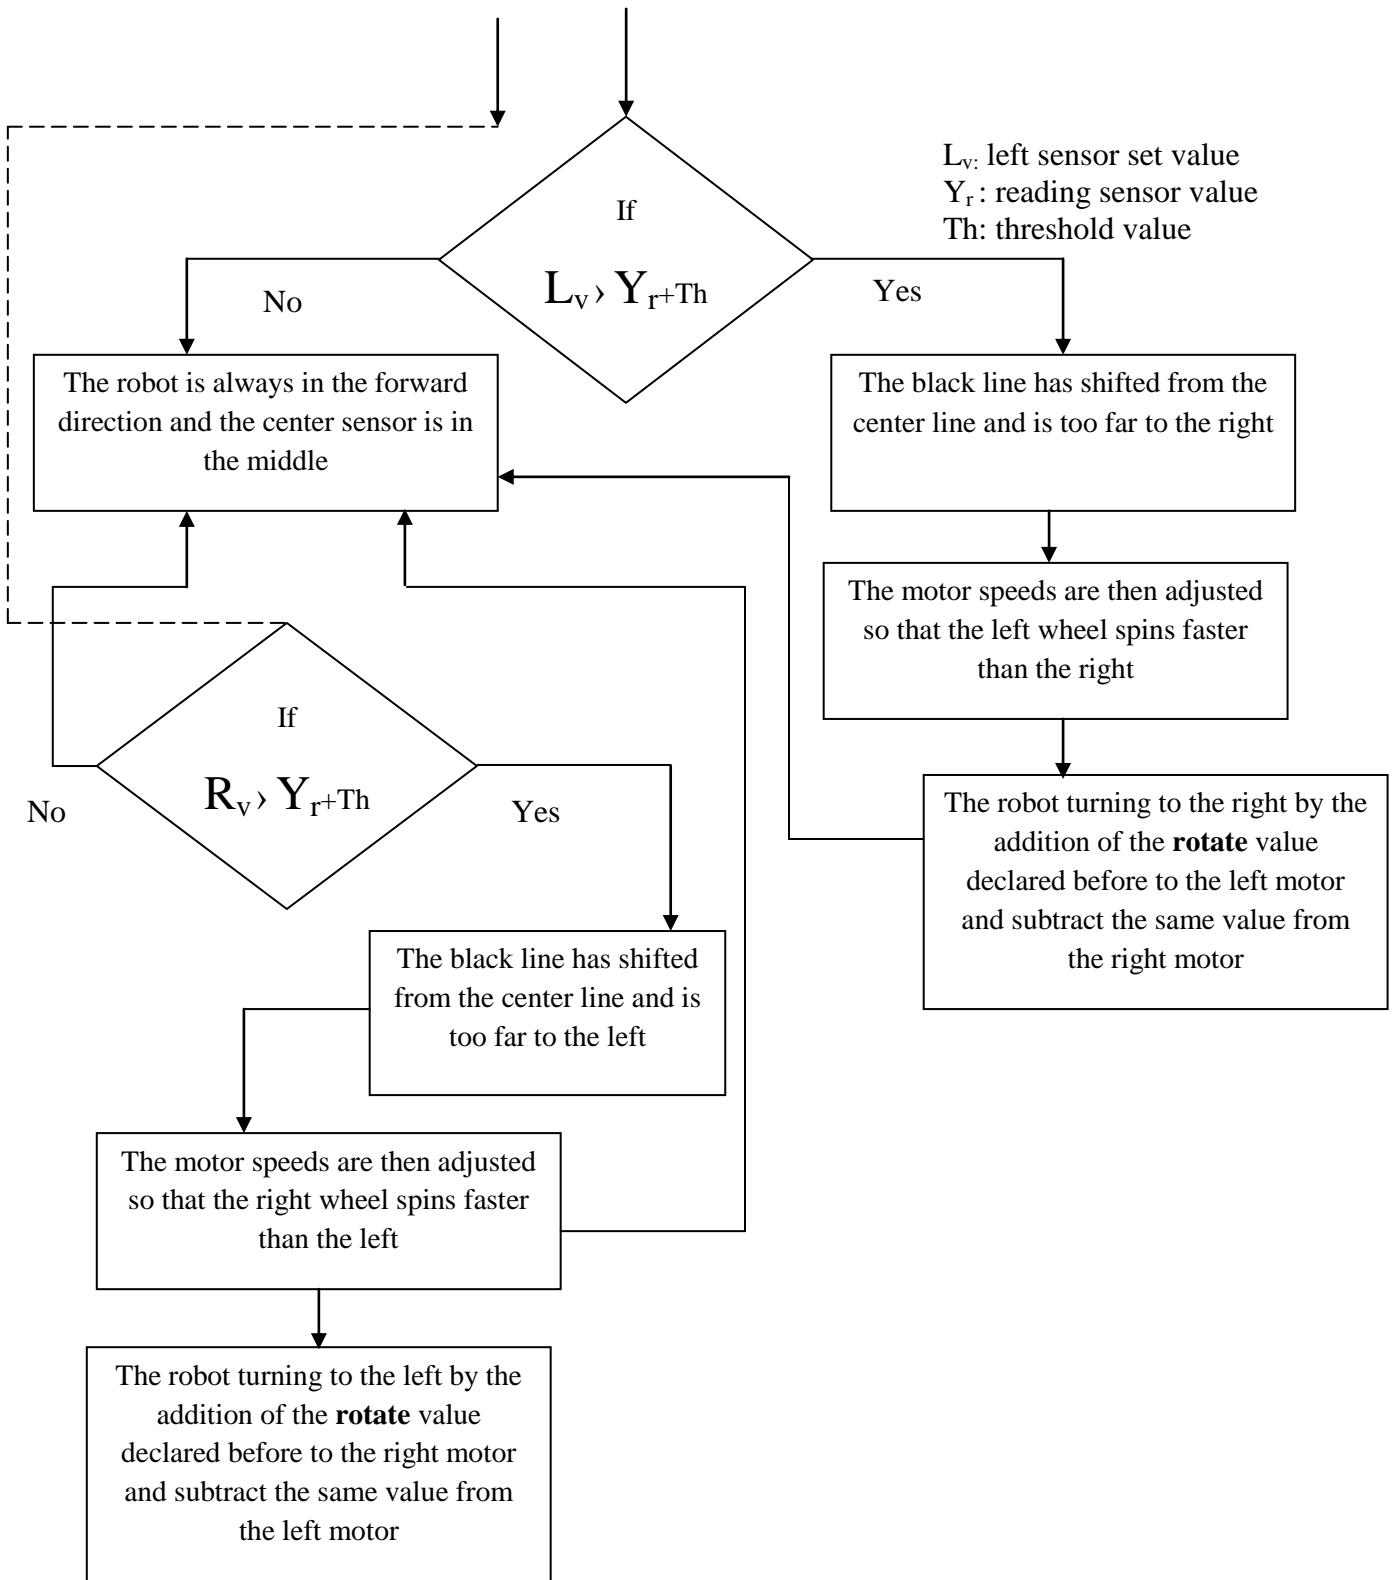 L_v: left sensor set value
Y_r : reading sensor value
Th: threshold value
If
L_v › Y_r+Th
No
Yes
The robot is always in the forward
direction and the center sensor is in
the middle
The black line has shifted from the
center line and is too far to the right
The motor speeds are then adjusted
so that the left wheel spins faster
than the right
If
R_v › Y_r+Th
No
Yes
The robot turning to the right by the
addition of the rotate value
declared before to the left motor
and subtract the same value from
the right motor
The black line has shifted
from the center line and is
too far to the left
The motor speeds are then adjusted
so that the right wheel spins faster
than the left
The robot turning to the left by the
addition of the rotate value
declared before to the right motor
and subtract the same value from
the left motor